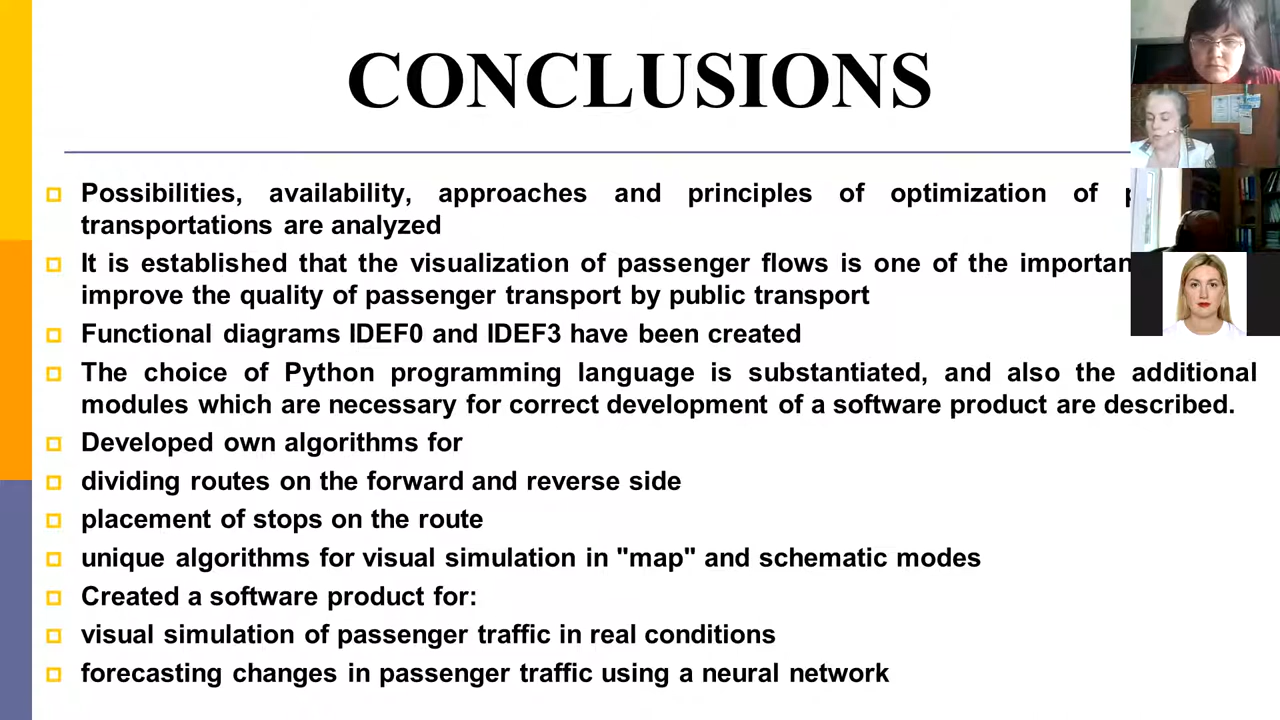 CONCLUSIONS
Possibilities, availability, approaches and principles of optimization of
transportations are analyzed
It is established that the visualization of passenger flows is one of the
improve the quality of passenger transport by public transport
Functional diagrams IDEF0 and IDEF3 have been created
The choice of Python programming language is substantiated, and also the additional
modules which are necessary for correct development of a software product are described.
Developed own algorithms for
dividing routes on the forward and reverse side
placement of stops on the route
unique algorithms for visual simulation in "map" and schematic modes
Created a software product for:
visual simulation of passenger traffic in real conditions
forecasting changes in passenger traffic using a neural network